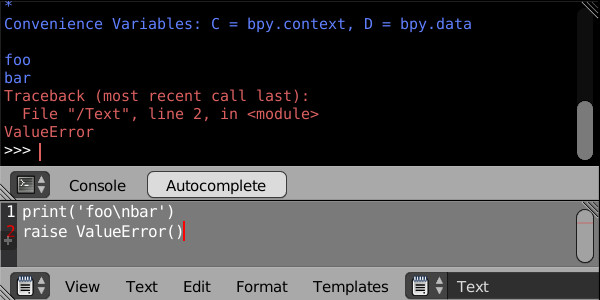 *
Convenience Variables: C = bpy.context, D = bpy.data
foo
bar
Traceback (most recent call last):
  File "/Text", line 2, in <module>
ValueError
>>>
Console Autocomplete
1 print('foo\nbar')
2 raise ValueError()
View Text Edit Format Templates Text